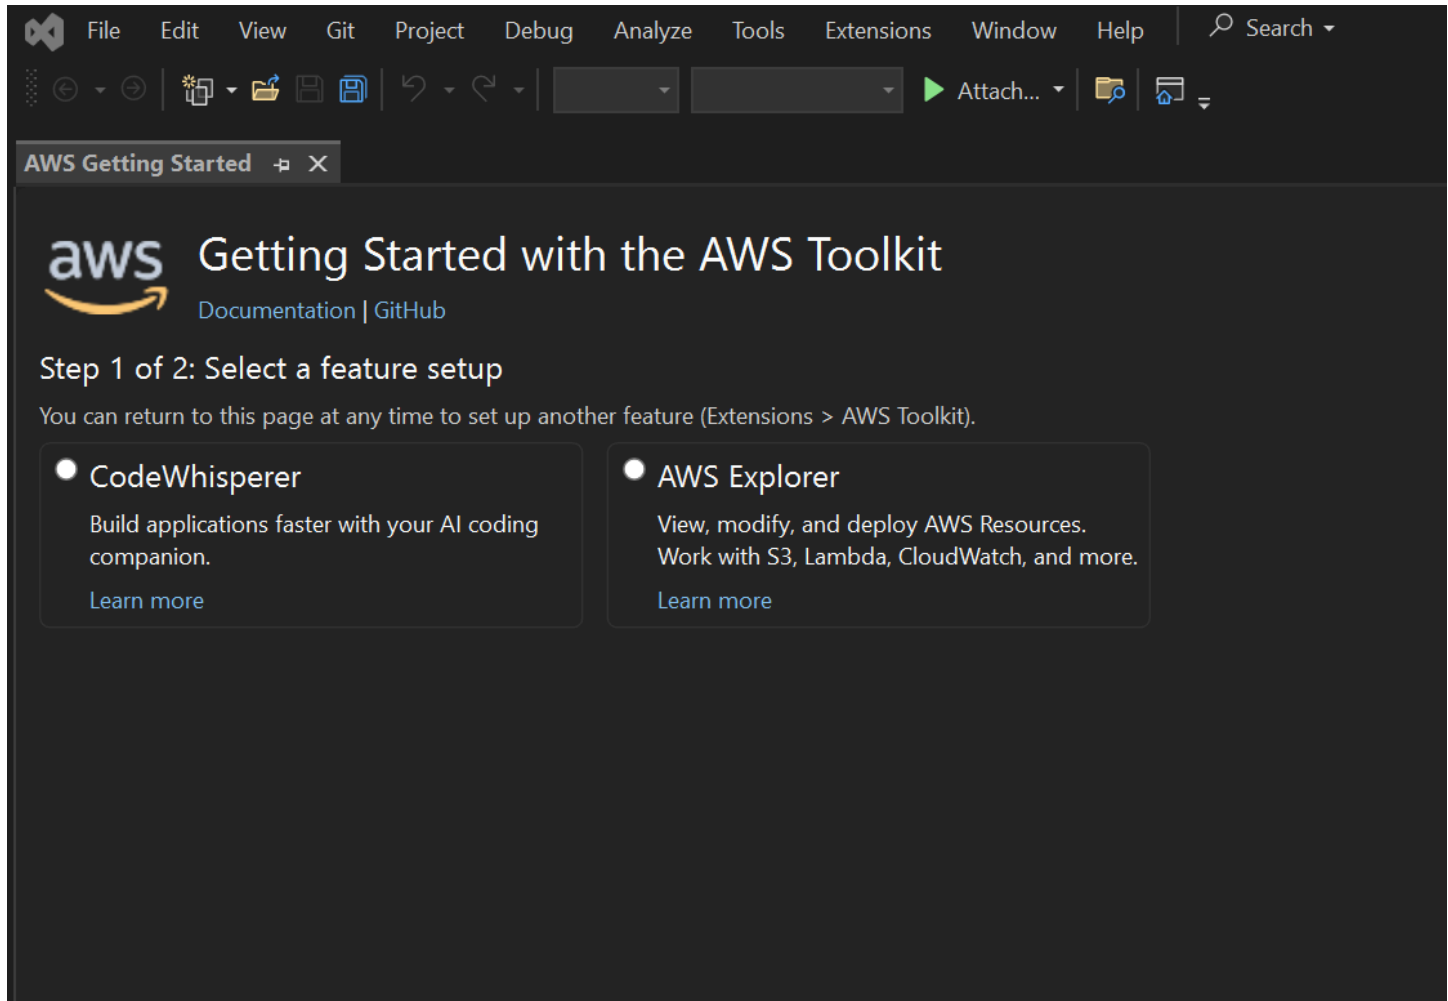 File Edit View Git Project Debug Analyze Tools Extensions Window Help Search
Attach...
AWS Getting Started
aws
Getting Started with the AWS Toolkit
Documentation | GitHub
Step 1 of 2: Select a feature setup
You can return to this page at any time to set up another feature (Extensions > AWS Toolkit).
CodeWhisperer
Build applications faster with your AI coding
companion.
Learn more
AWS Explorer
View, modify, and deploy AWS Resources.
Work with S3, Lambda, CloudWatch, and more.
Learn more